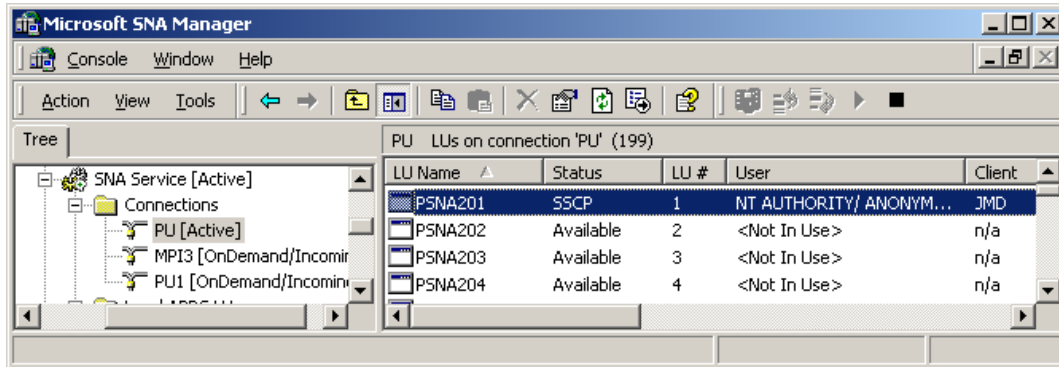 Microsoft SNA Manager
Console Window Help
Action View Tools
Tree
PU LUs on connection 'PU' (199)
SNA Service [Active]
Connections
PU [Active]
MPI3 [OnDemand/Incomin
PU1 [OnDemand/Incomin
LU Name Status LU # User Client
PSNA201 SSCP 1 NT AUTHORITY/ ANONYM... JMD
PSNA202 Available 2 <Not In Use> n/a
PSNA203 Available 3 <Not In Use> n/a
PSNA204 Available 4 <Not In Use> n/a